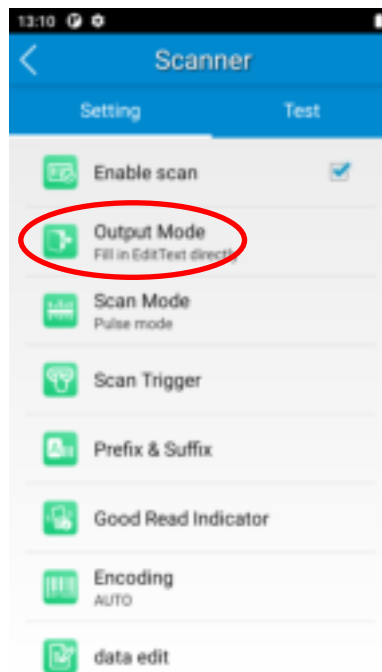 13:10
Scanner
Setting Test
Enable scan
Output Mode
Fill in EditText directly
Scan Mode
Pulse mode
Scan Trigger
Prefix & Suffix
Good Read Indicator
Encoding
AUTO
data edit